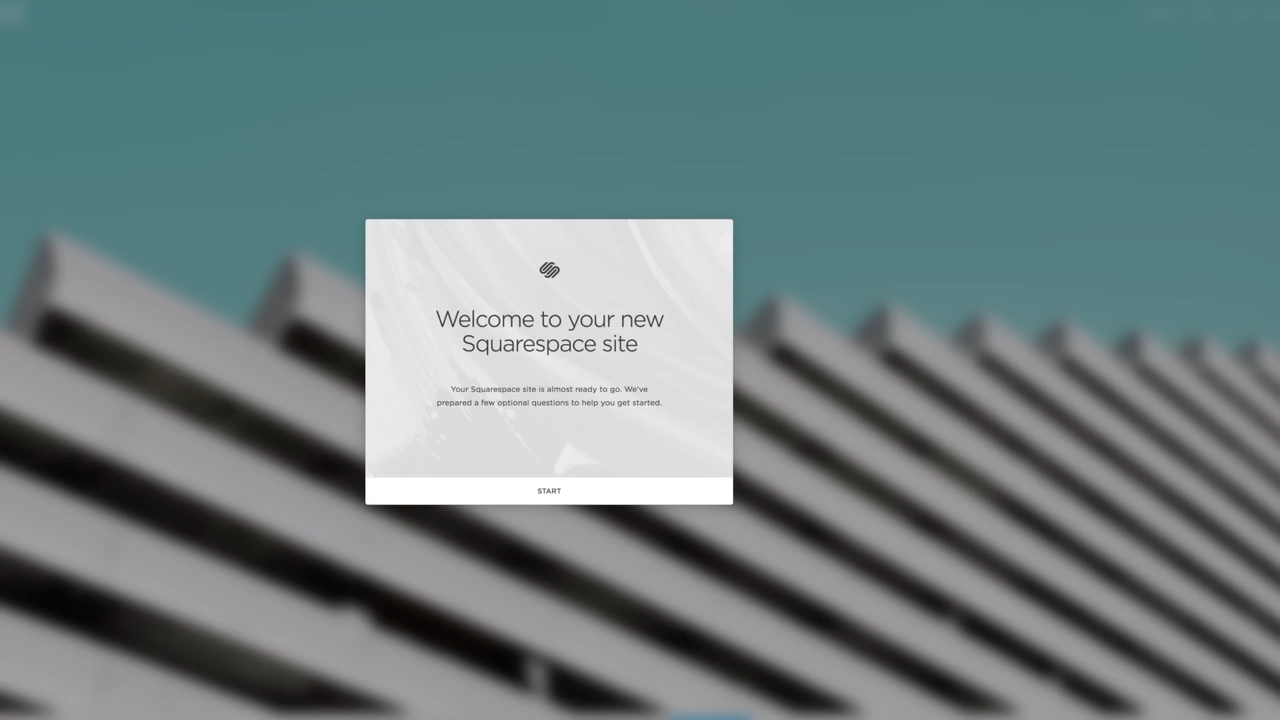 Welcome to your new
Squarespace site
Your Squarespace site is almost ready to go. We've
prepared a few optional questions to help you get started.
START